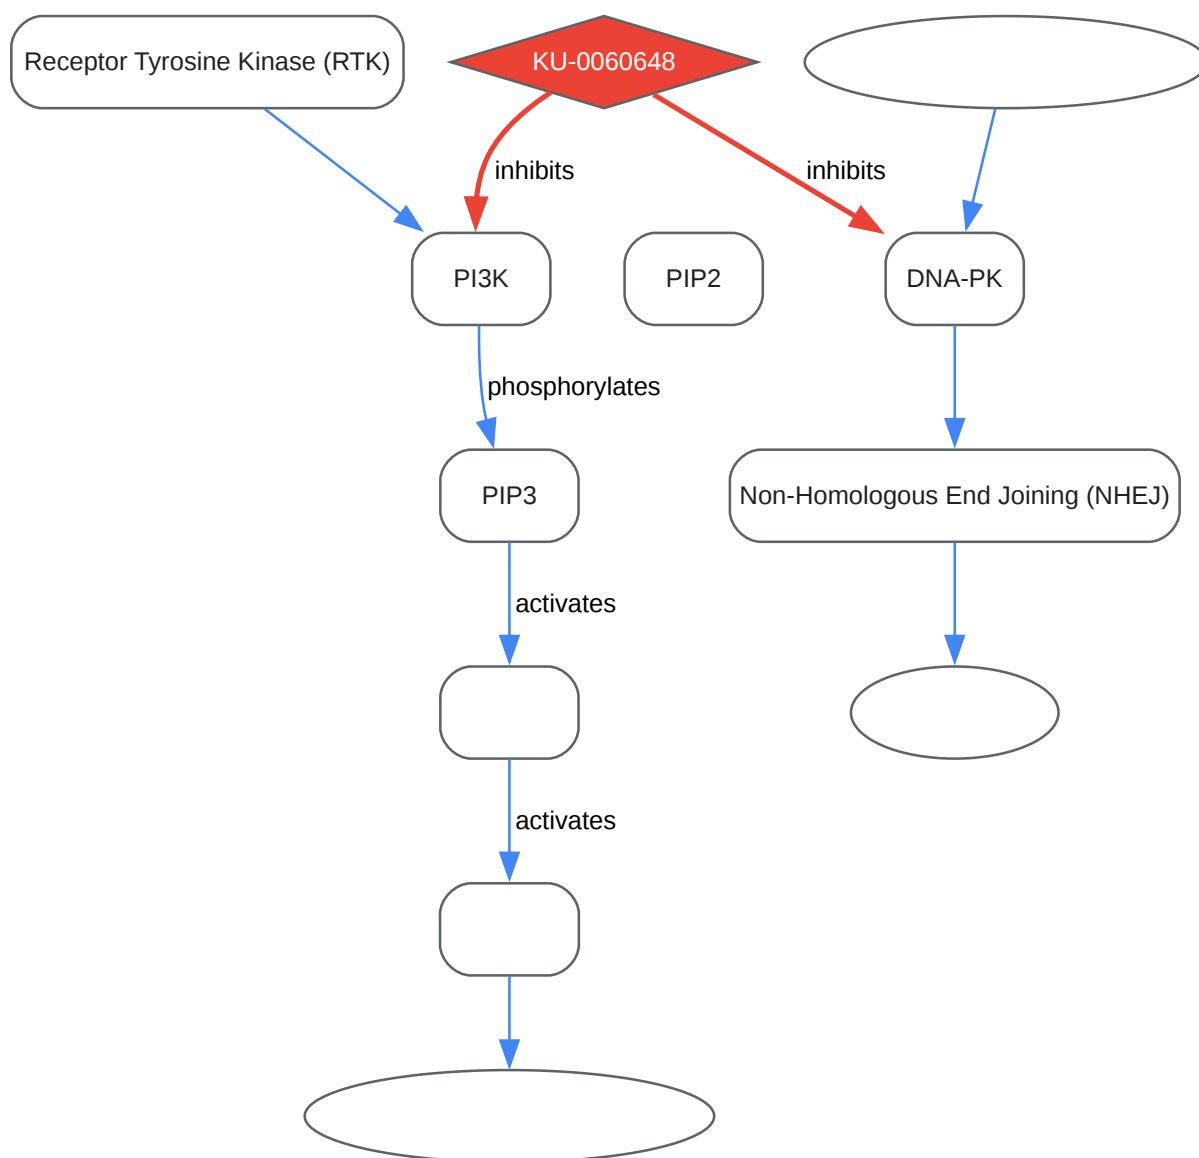 Receptor Tyrosine Kinase (RTK)
KU-0060648
inhibits
inhibits
PI3K
PIP2
DNA-PK
phosphorylates
PIP3
Non-Homologous End Joining (NHEJ)
activates
activates